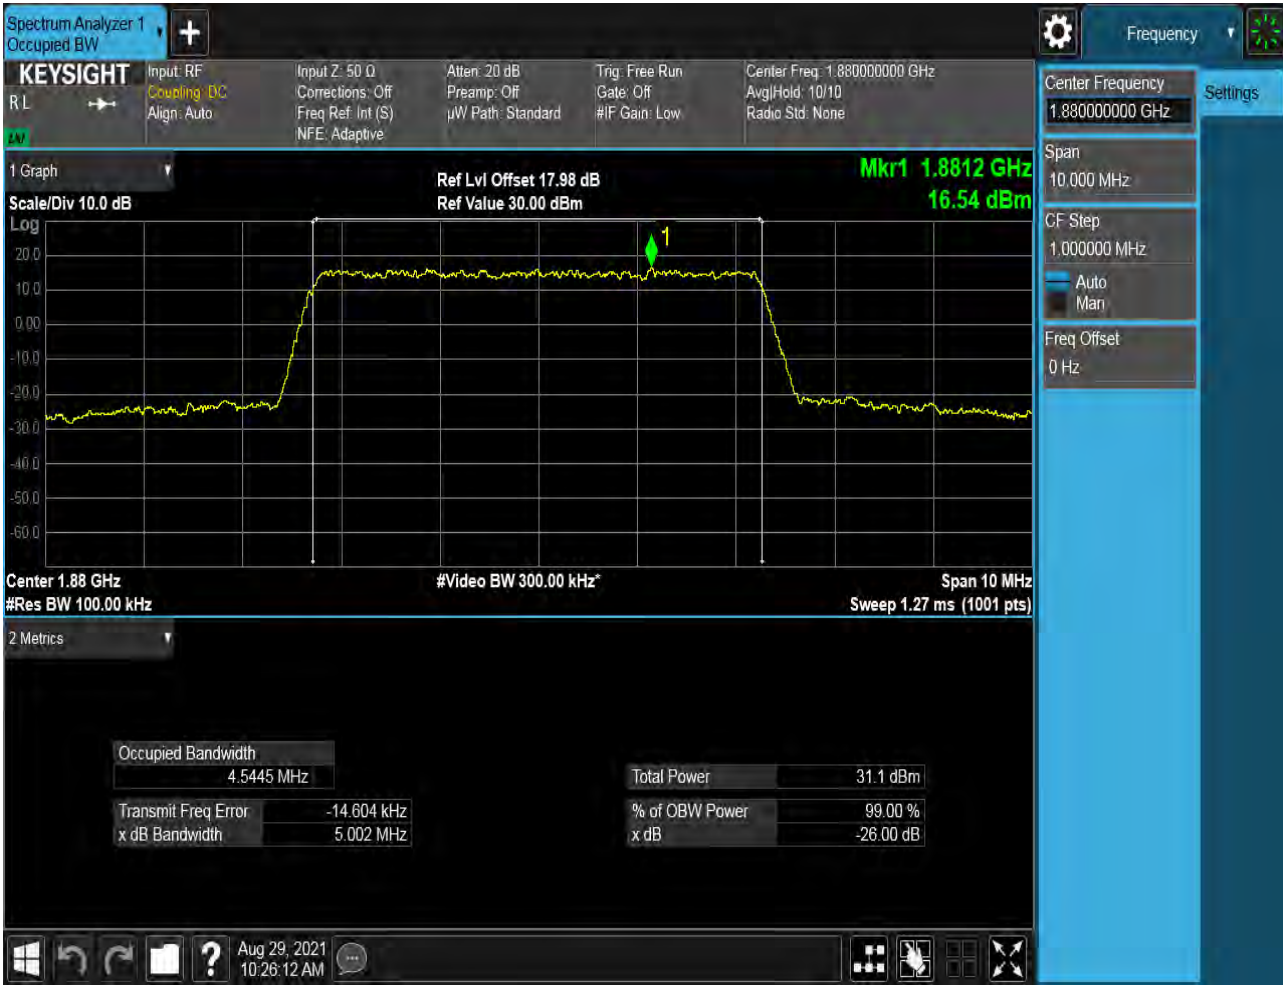 Spectrum Analyzer 1
Occupied BW
Frequency
KEYSIGHT
R L
LXI
Input: RF
Coupling: DC
Align: Auto
Input Z: 50 Ω
Corrections: Off
Freq Ref: Int (S)
NFE: Adaptive
Atten: 20 dB
Preamp: Off
µW Path: Standard
Trig: Free Run
Gate: Off
#IF Gain: Low
Center Freq: 1.880000000 GHz
Avg|Hold: 10/10
Radio Std: None
Center Frequency
1.880000000 GHz
Settings
Span
10.000 MHz
CF Step
1.000000 MHz
Auto
Man
Freq Offset
0 Hz
1 Graph
Scale/Div 10.0 dB
Log
Ref Lvl Offset 17.98 dB
Ref Value 30.00 dBm
Mkr1 1.8812 GHz
16.54 dBm
1
20.0
10.0
0.00
-10.0
-20.0
-30.0
-40.0
-50.0
-60.0
Center 1.88 GHz
#Video BW 300.00 kHz*
Span 10 MHz
#Res BW 100.00 kHz
Sweep 1.27 ms (1001 pts)
2 Metrics
Occupied Bandwidth
4.5445 MHz
Transmit Freq Error -14.604 kHz
x dB Bandwidth 5.002 MHz
Total Power 31.1 dBm
% of OBW Power 99.00 %
x dB -26.00 dB
?
Aug 29, 2021
10:26:12 AM